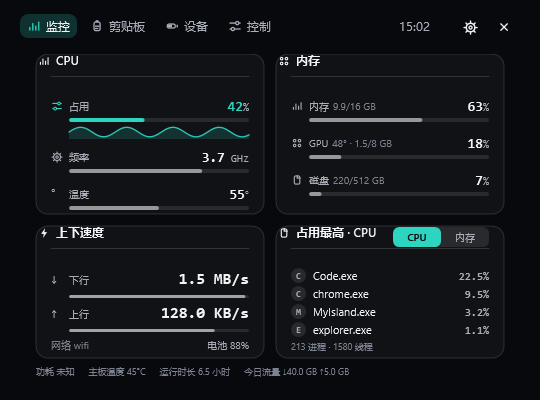 监控 剪贴板 设备 控制 15:02
CPU
占用 42%
频率 3.7 GHz
温度 55°
内存
内存 9.9/16 GB 63%
GPU 48° · 1.5/8 GB 18%
磁盘 220/512 GB 7%
上下速度
↓ 下行 1.5 MB/s
↑ 上行 128.0 KB/s
网络 wifi 电池 88%
占用最高 · CPU CPU 内存
C Code.exe 22.5%
C chrome.exe 9.5%
M MyIsland.exe 3.2%
E explorer.exe 1.1%
213 进程 · 1580 线程
功耗 未知 主板温度 45°C 运行时长 6.5 小时 今日流量 ↓40.0 GB ↑5.0 GB